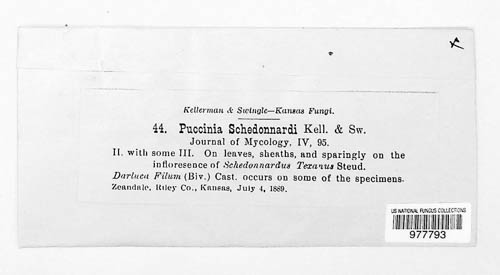 Kellerman & Swingle—Kansas Fungi.
44. Puccinia Schedonnardi Kell. & Sw.
Journal of Mycology, IV, 95.
II. with some III. On leaves, sheaths, and sparingly on the
infloresence of Schedonnardus Texanus Steud.
Darluca Filum (Biv.) Cast. occurs on some of the specimens.
Zeandale, Riley Co., Kansas, July 4, 1889.
US NATIONAL FUNGUS COLLECTIONS
977793